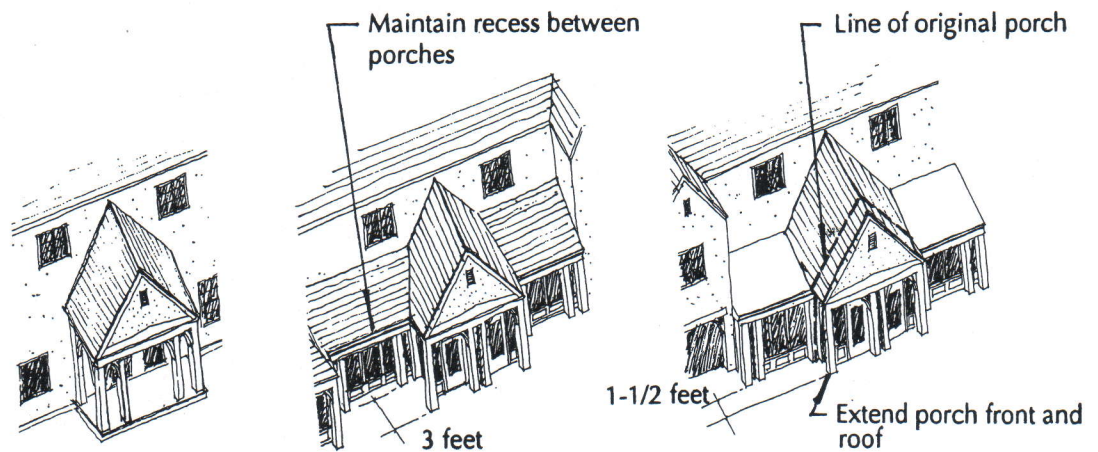 Maintain recess between
porches
Line of original porch
3 feet
1-1/2 feet
Extend porch front and
roof